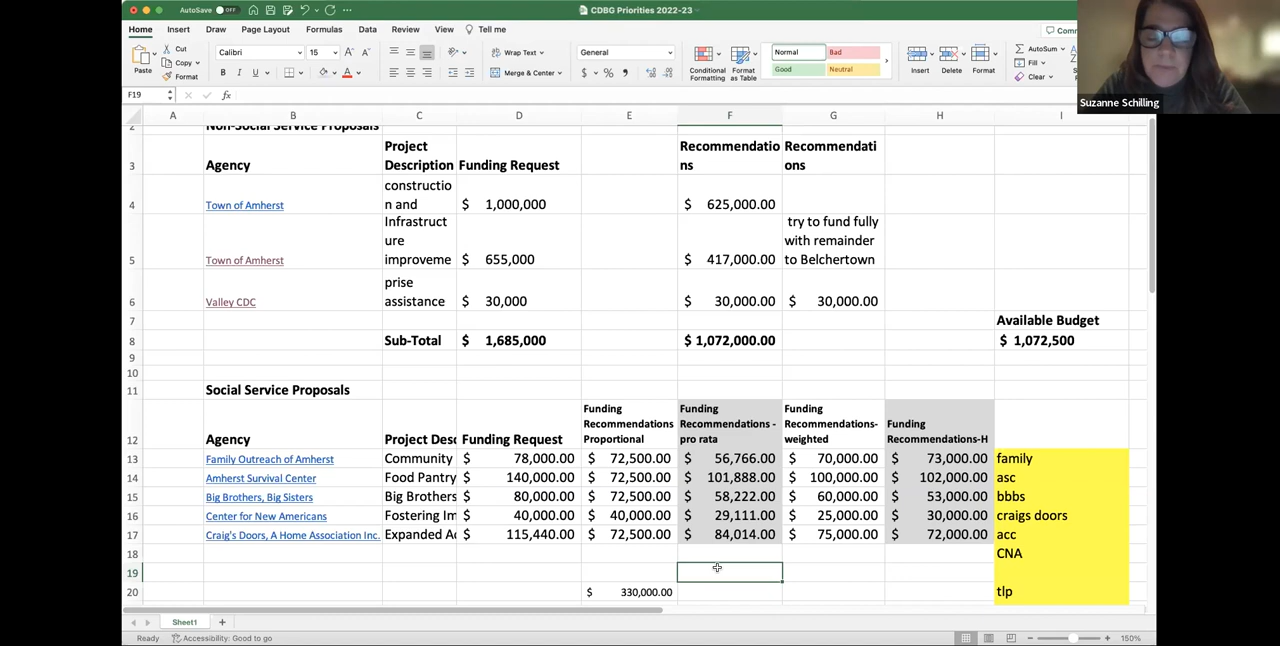 AutoSave OFF CDBG Priorities 2022-23
Home Insert Draw Page Layout Formulas Data Review View Tell me
Paste Cut Copy Format
Calibri 15 Wrap Text General Normal Bad
B I U Merge & Center Conditional Formatting Format as Table Good Neutral Insert Delete Format AutoSum Fill Clear
Suzanne Schilling
F19 fx
A B C D E F G H I
2 Non-Social Service Proposals
3 Agency Project Description Funding Request Recommendations Recommendations
4 Town of Amherst construction and $ 1,000,000 $ 625,000.00
5 Town of Amherst Infrastructure improveme $ 655,000 $ 417,000.00 try to fund fully with remainder to Belchertown
6 Valley CDC prise assistance $ 30,000 $ 30,000.00 $ 30,000.00
7 Available Budget
8 Sub-Total $ 1,685,000 $ 1,072,000.00 $ 1,072,500
9
10
11 Social Service Proposals
12 Agency Project Desc Funding Request Funding Recommendations Proportional Funding Recommendations - pro rata Funding Recommendations- weighted Funding Recommendations-H
13 Family Outreach of Amherst Community $ 78,000.00 $ 72,500.00 $ 56,766.00 $ 70,000.00 $ 73,000.00 family
14 Amherst Survival Center Food Pantry $ 140,000.00 $ 72,500.00 $ 101,888.00 $ 100,000.00 $ 102,000.00 asc
15 Big Brothers, Big Sisters Big Brothers $ 80,000.00 $ 72,500.00 $ 58,222.00 $ 60,000.00 $ 53,000.00 bbbs
16 Center for New Americans Fostering Im $ 40,000.00 $ 40,000.00 $ 29,111.00 $ 25,000.00 $ 30,000.00 craigs doors
17 Craig's Doors, A Home Association Inc. Expanded Ac $ 115,440.00 $ 72,500.00 $ 84,014.00 $ 75,000.00 $ 72,000.00 acc
18 CNA
19
20 $ 330,000.00 tlp
Sheet1
Ready Accessibility: Good to go 150%